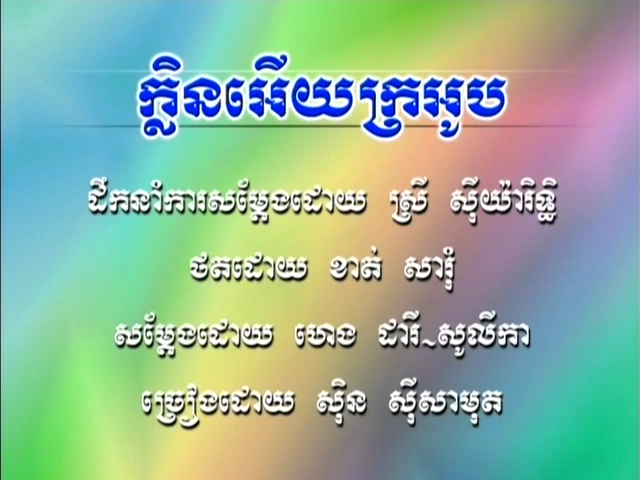 ក្លិនអើយក្រអូប
ដឹកនាំការសម្ដែងដោយ ស្រី ស៊ីយ៉ារិទ្ធិ
ថតដោយ ខាត់ សារុំ
សម្ដែងដោយ ហេង ដារី~សូលីកា
ច្រៀងដោយ ស៊ិន ស៊ីសាមុត